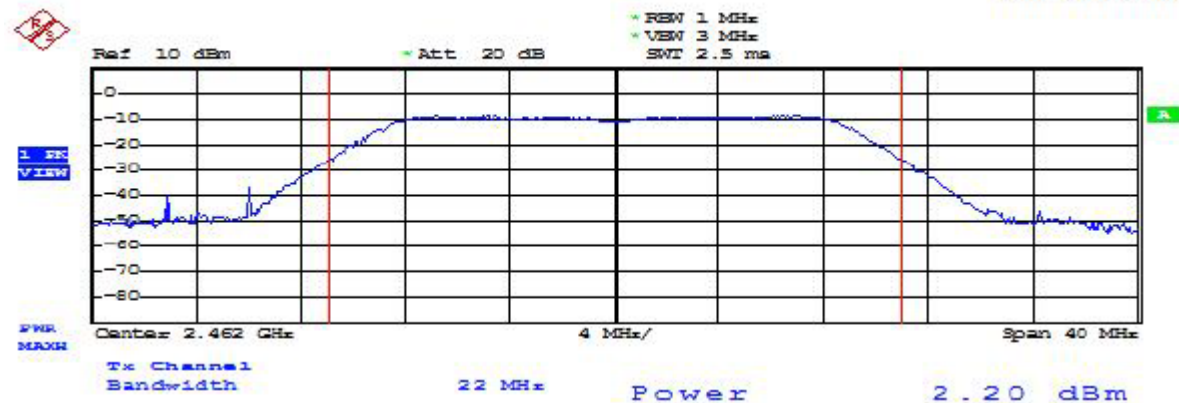 * RBW 1 MHz
* VBW 3 MHz
Ref 10 dBm * Att 20 dB SWT 2.5 ms
0
-10
A
-20
1 PK
-30
VIEW
-40
-50
-60
-70
-80
PWR
Center 2.462 GHz 4 MHz/ Span 40 MHz
MAXH
Tx Channel
Bandwidth 22 MHz Power 2.20 dBm